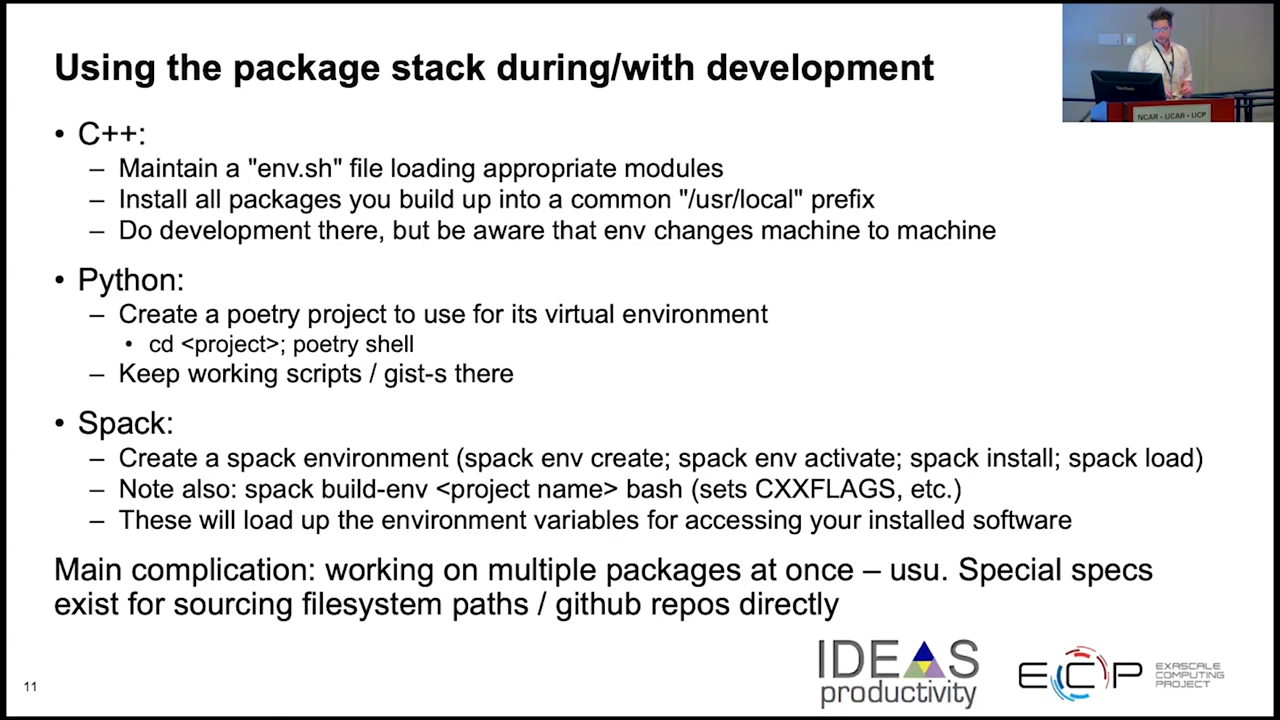 Using the package stack during/with development
• C++:
– Maintain a "env.sh" file loading appropriate modules
– Install all packages you build up into a common "/usr/local" prefix
– Do development there, but be aware that env changes machine to machine
• Python:
– Create a poetry project to use for its virtual environment
• cd <project>; poetry shell
– Keep working scripts / gist-s there
• Spack:
– Create a spack environment (spack env create; spack env activate; spack install; spack load)
– Note also: spack build-env <project name> bash (sets CXXFLAGS, etc.)
– These will load up the environment variables for accessing your installed software
Main complication: working on multiple packages at once – usu. Special specs
exist for sourcing filesystem paths / github repos directly
NCAR • UCAR • UCP
IDEAS
productivity
ECP
EXASCALE
COMPUTING
PROJECT
11